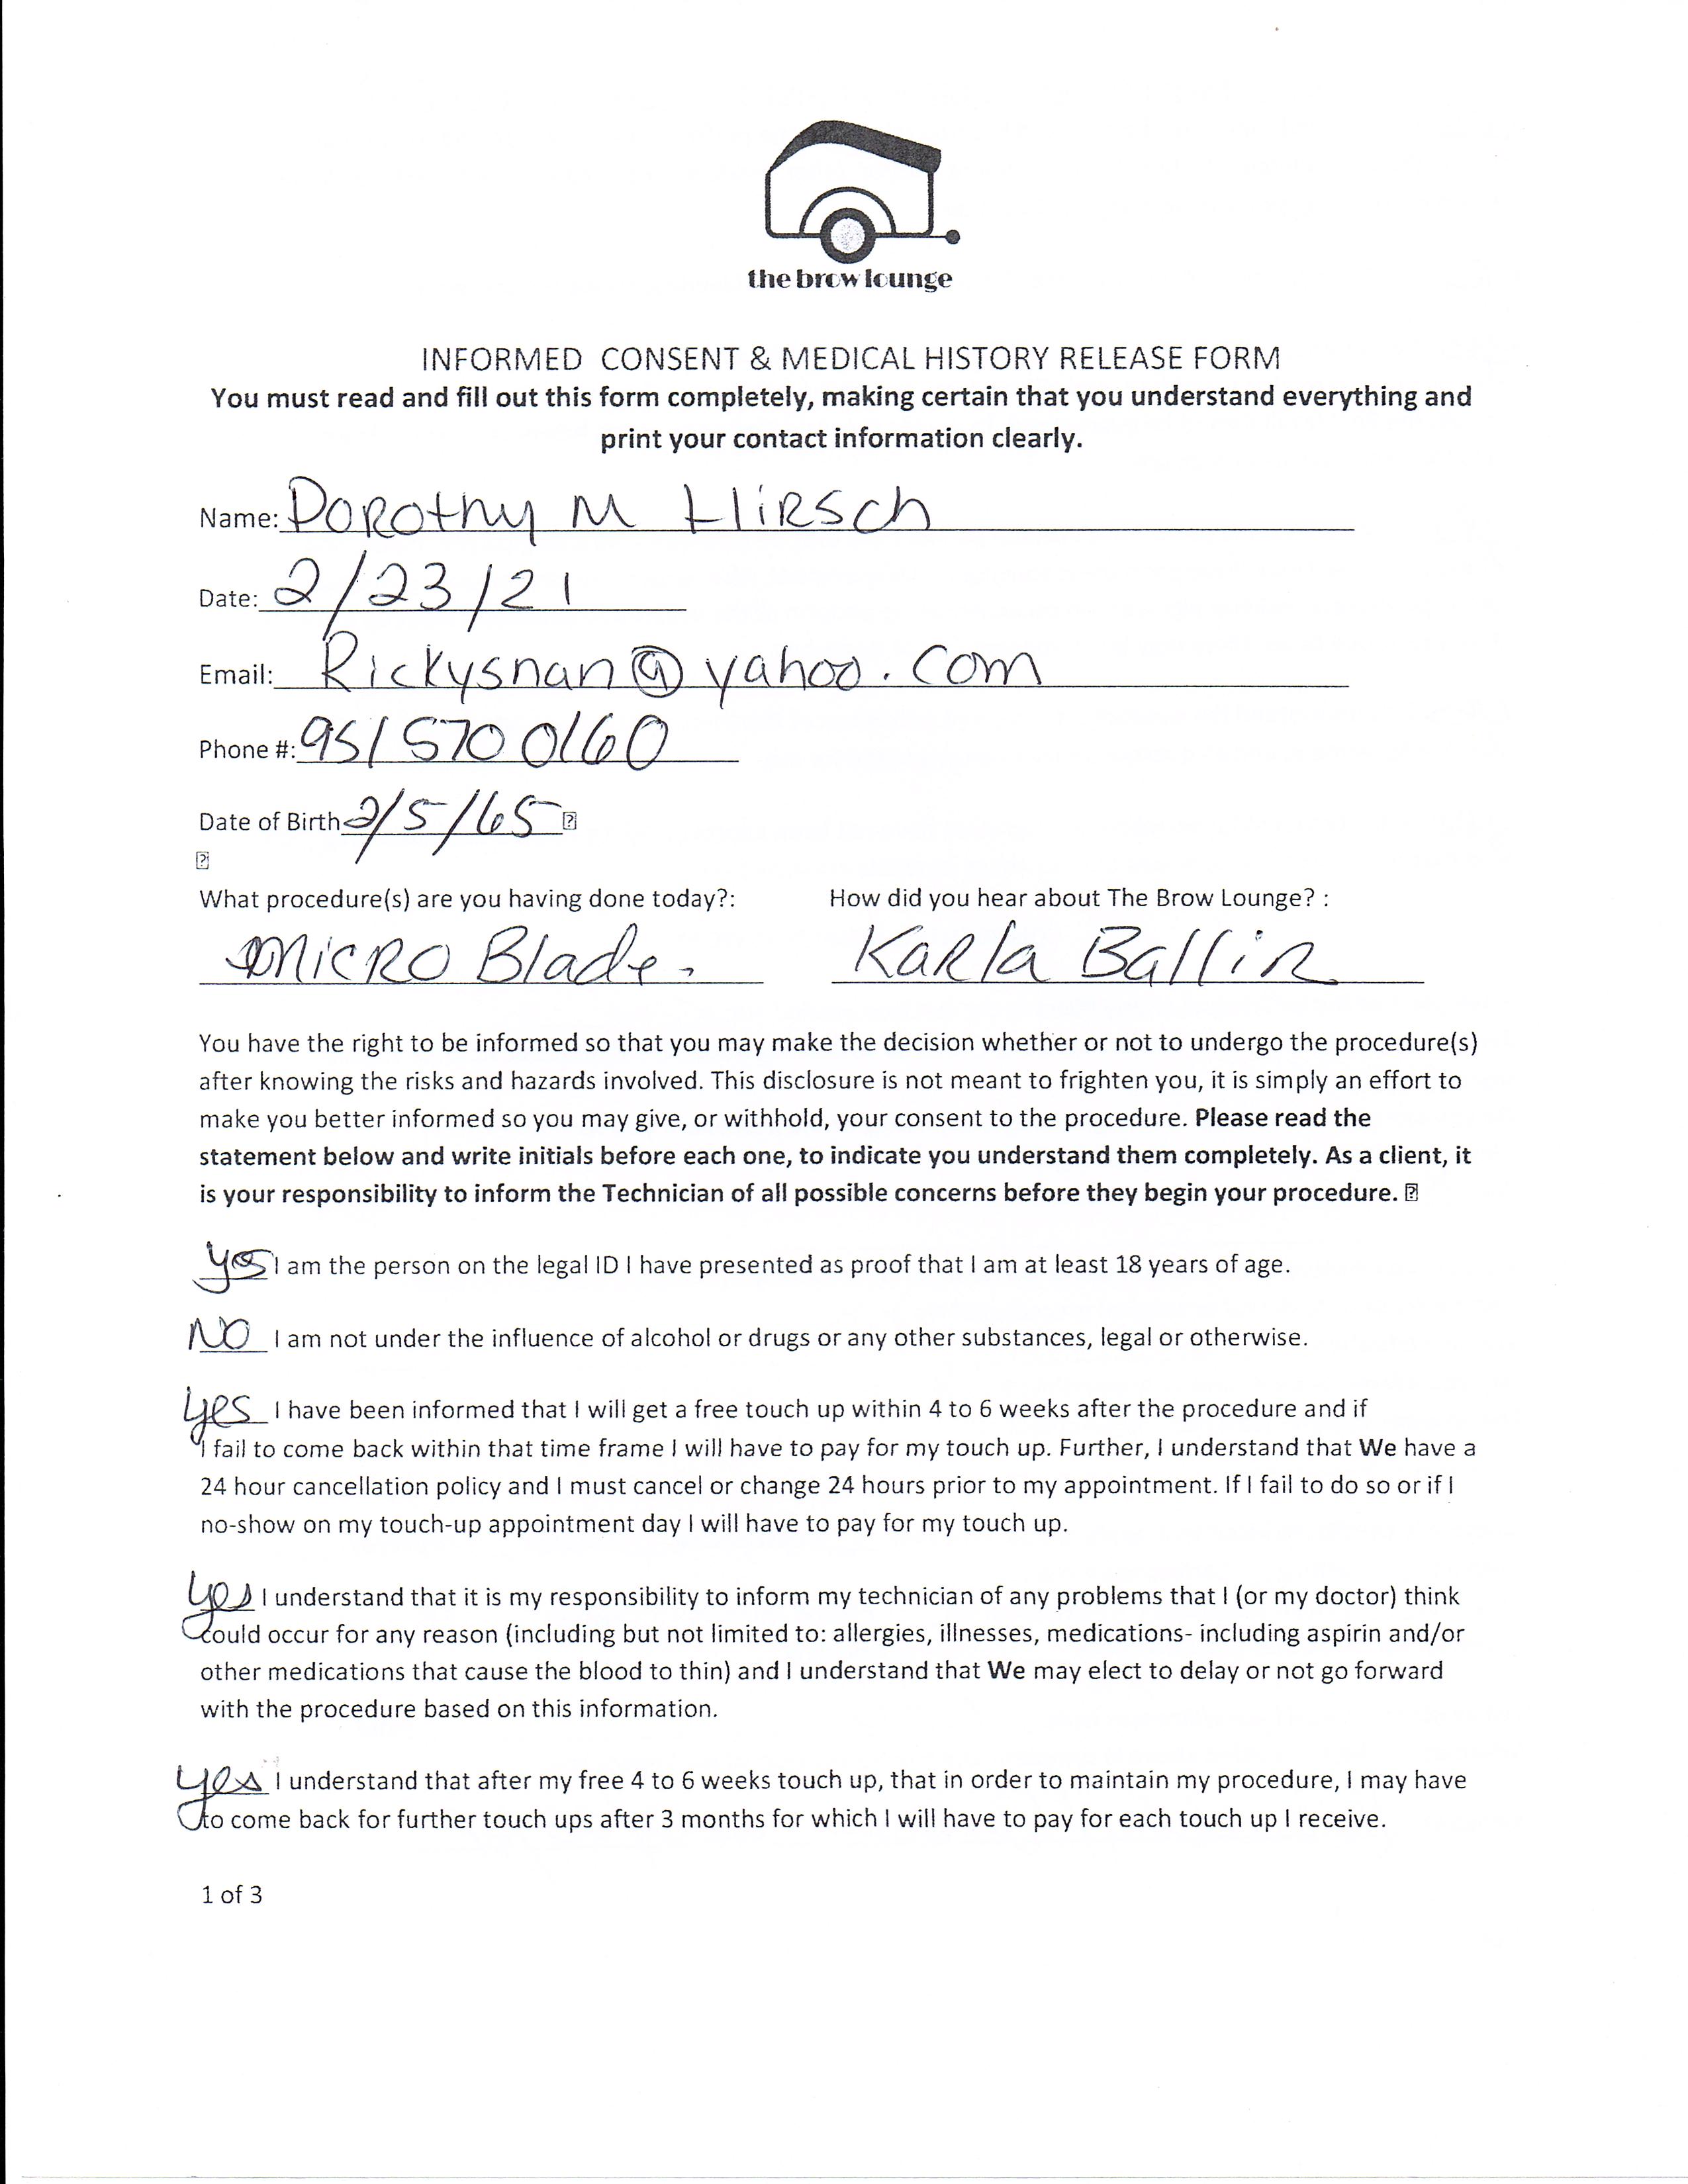 the brow lounge
INFORMED CONSENT & MEDICAL HISTORY RELEASE FORM
You must read and fill out this form completely, making certain that you understand everything and
print your contact information clearly.
Name: Dorothy M Hirsch
Date: 2/23/21
Email: Rickysnan@yahoo.com
Phone #: 951 570 0160
Date of Birth 2/5/65
What procedure(s) are you having done today?: How did you hear about The Brow Lounge? :
Micro Blade. Karla Ballin
You have the right to be informed so that you may make the decision whether or not to undergo the procedure(s)
after knowing the risks and hazards involved. This disclosure is not meant to frighten you, it is simply an effort to
make you better informed so you may give, or withhold, your consent to the procedure. Please read the
statement below and write initials before each one, to indicate you understand them completely. As a client, it
is your responsibility to inform the Technician of all possible concerns before they begin your procedure.
yes I am the person on the legal ID I have presented as proof that I am at least 18 years of age.
NO I am not under the influence of alcohol or drugs or any other substances, legal or otherwise.
yes I have been informed that I will get a free touch up within 4 to 6 weeks after the procedure and if
I fail to come back within that time frame I will have to pay for my touch up. Further, I understand that We have a
24 hour cancellation policy and I must cancel or change 24 hours prior to my appointment. If I fail to do so or if I
no-show on my touch-up appointment day I will have to pay for my touch up.
yes I understand that it is my responsibility to inform my technician of any problems that I (or my doctor) think
could occur for any reason (including but not limited to: allergies, illnesses, medications- including aspirin and/or
other medications that cause the blood to thin) and I understand that We may elect to delay or not go forward
with the procedure based on this information.
yes I understand that after my free 4 to 6 weeks touch up, that in order to maintain my procedure, I may have
to come back for further touch ups after 3 months for which I will have to pay for each touch up I receive.
1 of 3